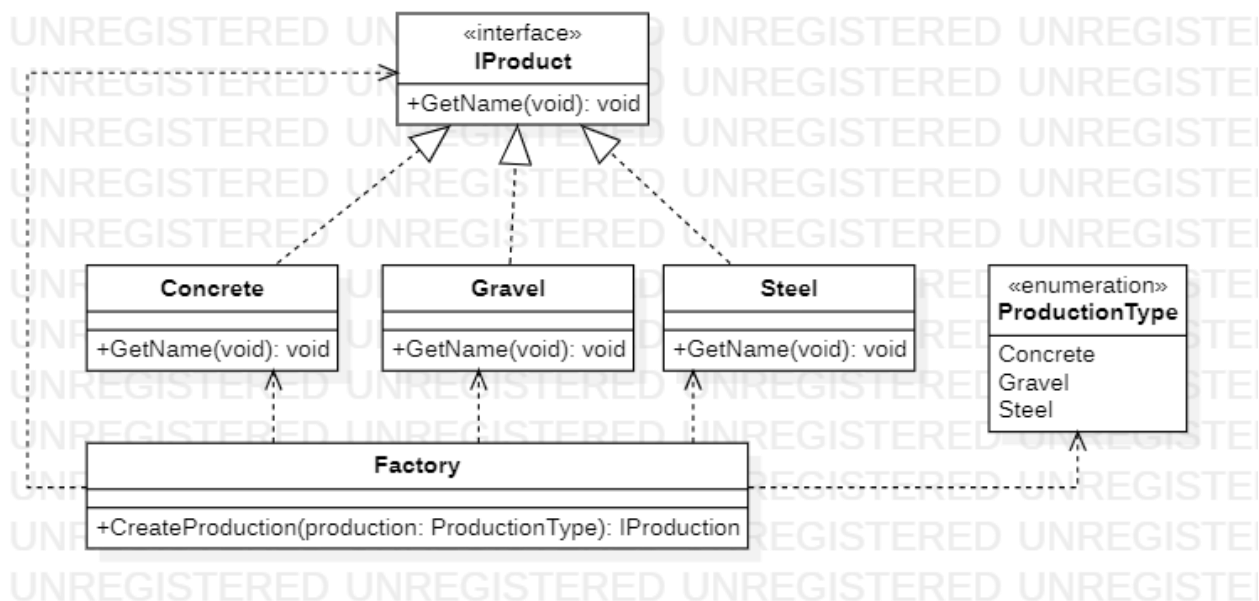 «interface»
IProduct
+GetName(void): void
Concrete
+GetName(void): void
Gravel
+GetName(void): void
Steel
+GetName(void): void
«enumeration»
ProductionType
Concrete
Gravel
Steel
Factory
+CreateProduction(production: ProductionType): IProduction
UNREGISTERED